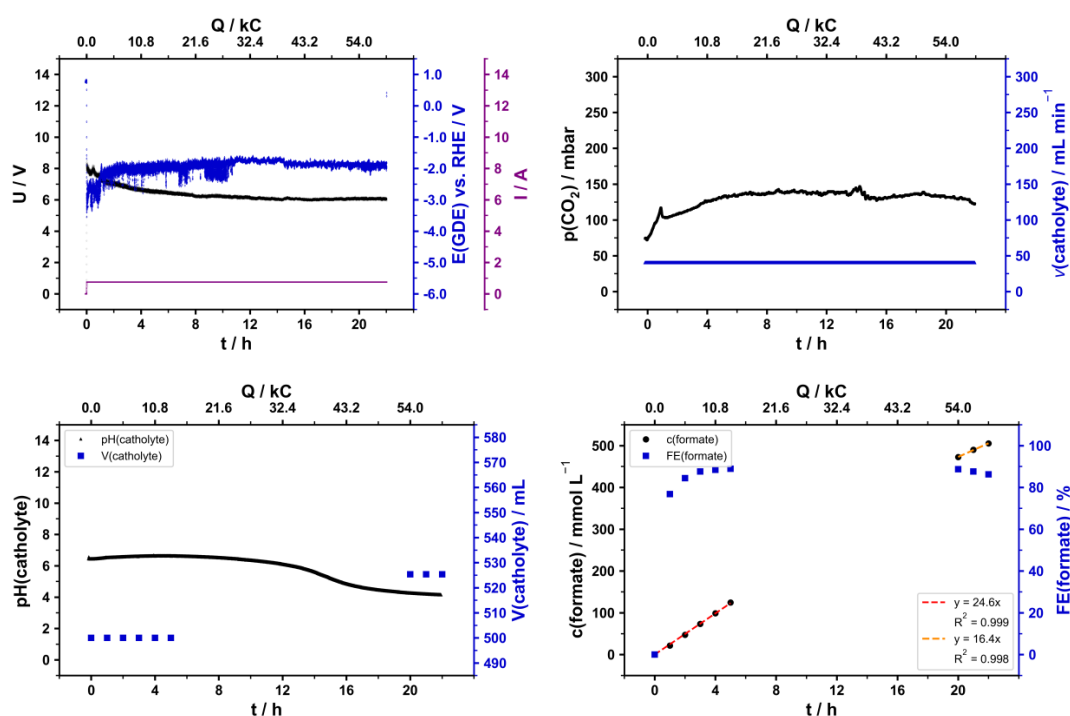 Q / kC
0.0 10.8 21.6 32.4 43.2 54.0
14 12 10 8 6 4 2 0
U / V
1.0 0.0 -1.0 -2.0 -3.0 -4.0 -5.0 -6.0
E(GDE) vs. RHE / V
14 12 10 8 6 4 2 0
I / A
0 4 8 12 16 20
t / h
Q / kC
0.0 10.8 21.6 32.4 43.2 54.0
300 250 200 150 100 50 0
p(CO₂) / mbar
300 250 200 150 100 50 0
v(catholyte) / mL min⁻¹
0 4 8 12 16 20
t / h
Q / kC
0.0 10.8 21.6 32.4 43.2 54.0
14 12 10 8 6 4 2 0
pH(catholyte)
pH(catholyte)
V(catholyte)
580 570 560 550 540 530 520 510 500 490
V(catholyte) / mL
0 4 8 12 16 20
t / h
Q / kC
0.0 10.8 21.6 32.4 43.2 54.0
500 400 300 200 100 0
c(formate) / mmol L⁻¹
c(formate)
FE(formate)
100 80 60 40 20 0
FE(formate) / %
y = 24.6x
R² = 0.999
y = 16.4x
R² = 0.998
0 4 8 12 16 20
t / h